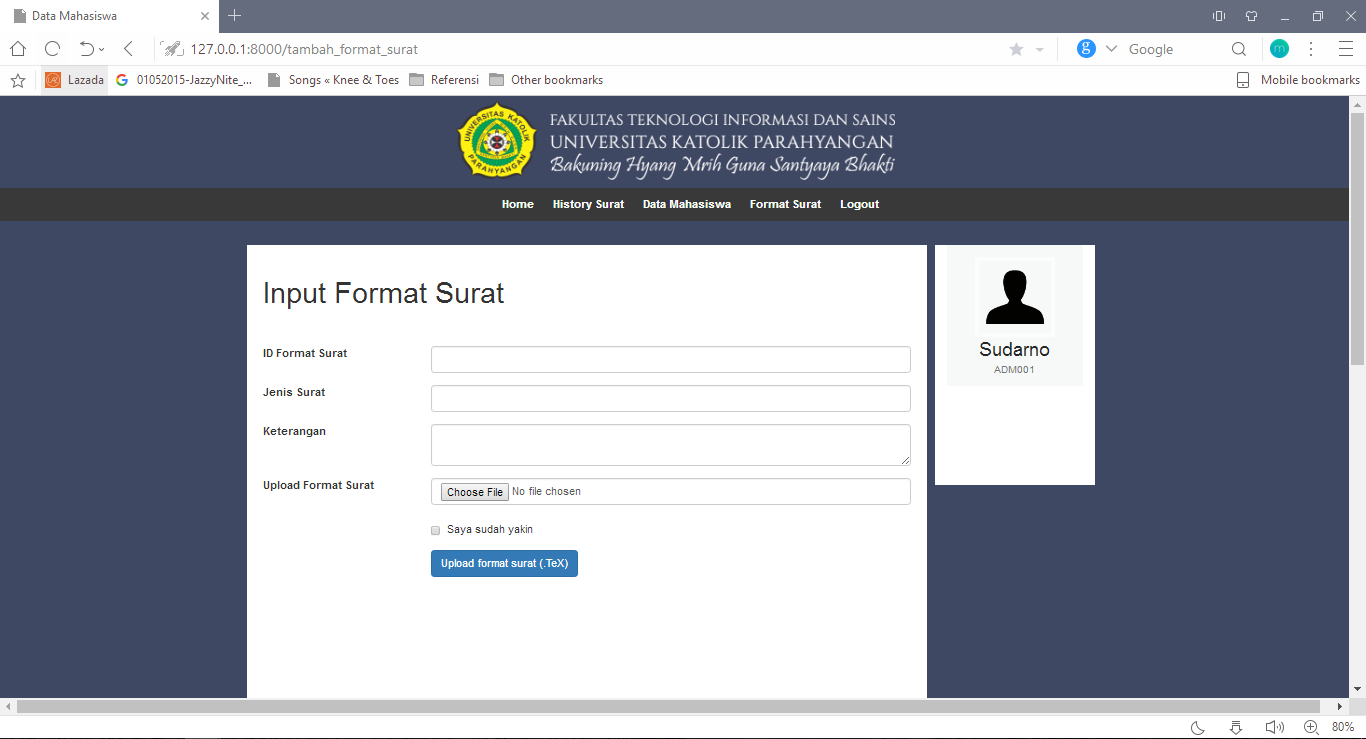 Data Mahasiswa
127.0.0.1:8000/tambah_format_surat
g
Google
m
Lazada
01052015-JazzyNite_...
Songs « Knee & Toes
Referensi
Other bookmarks
Mobile bookmarks
UNIVERSITAS KATOLIK
PARAHYANGAN
FAKULTAS TEKNOLOGI INFORMASI DAN SAINS
UNIVERSITAS KATOLIK PARAHYANGAN
Bakuning Hyang Mrih Guna Santyaya Bhakti
Home History Surat Data Mahasiswa Format Surat Logout
Input Format Surat
ID Format Surat
Jenis Surat
Keterangan
Upload Format Surat
Choose File No file chosen
Saya sudah yakin
Upload format surat (.TeX)
Sudarno
ADM001
80%